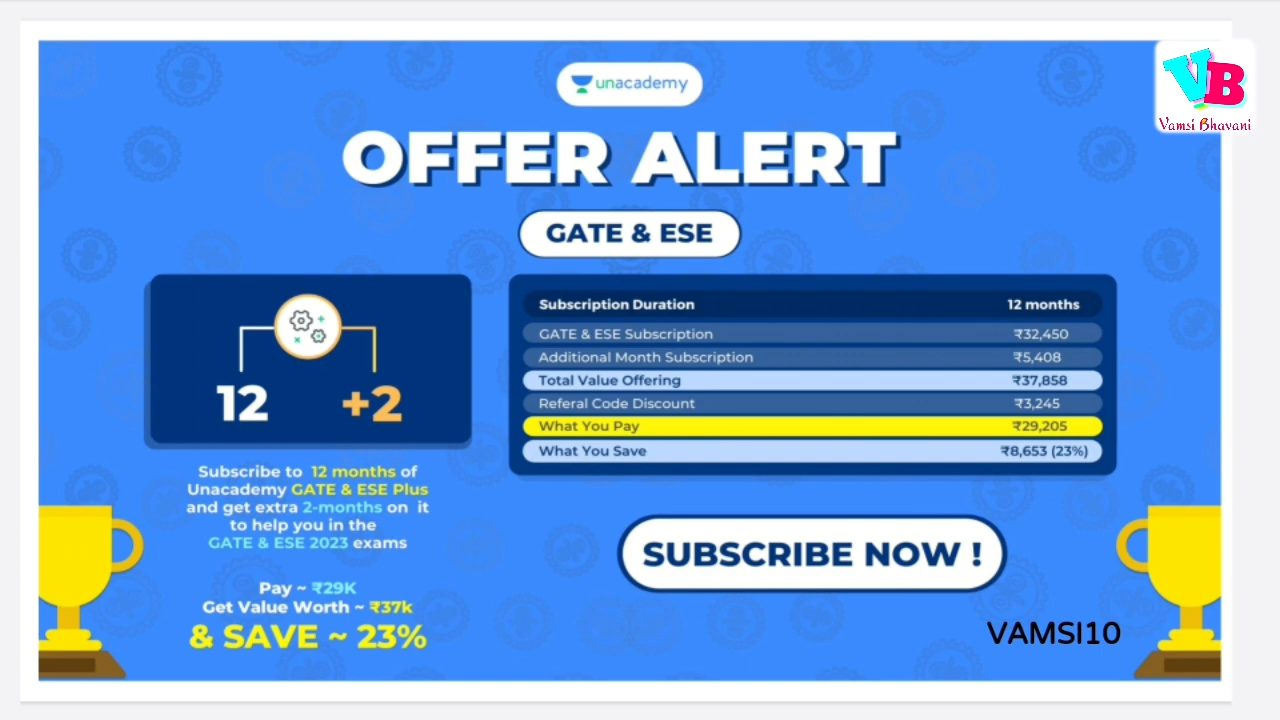 unacademy
VB
Vamsi Bhavani
OFFER ALERT
GATE & ESE
12 +2
Subscribe to 12 months of
Unacademy GATE & ESE Plus
and get extra 2-months on it
to help you in the
GATE & ESE 2023 exams
Pay ~ ₹29K
Get Value Worth ~ ₹37k
& SAVE ~ 23%
Subscription Duration 12 months
GATE & ESE Subscription ₹32,450
Additional Month Subscription ₹5,408
Total Value Offering ₹37,858
Referal Code Discount ₹3,245
What You Pay ₹29,205
What You Save ₹8,653 (23%)
SUBSCRIBE NOW !
VAMSI10